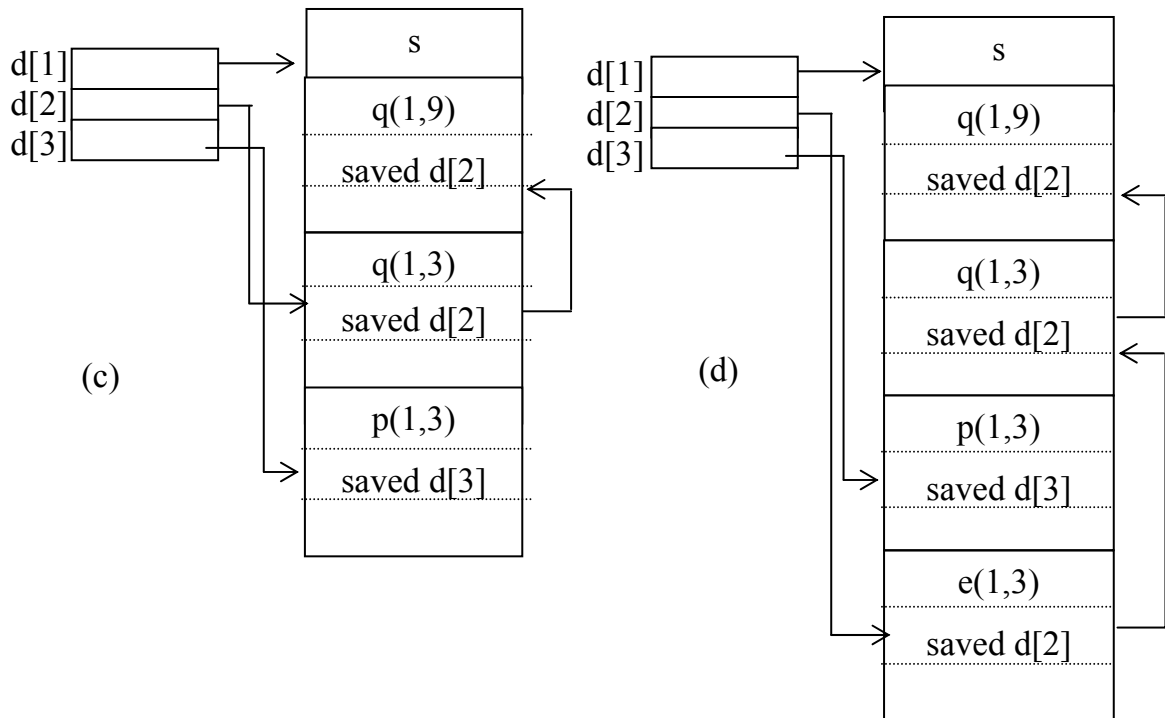 s
d[1]
d[2]
d[3]
q(1,9)
saved d[2]
q(1,3)
saved d[2]
(c)
p(1,3)
saved d[3]
s
d[1]
d[2]
d[3]
q(1,9)
saved d[2]
q(1,3)
saved d[2]
(d)
p(1,3)
saved d[3]
e(1,3)
saved d[2]